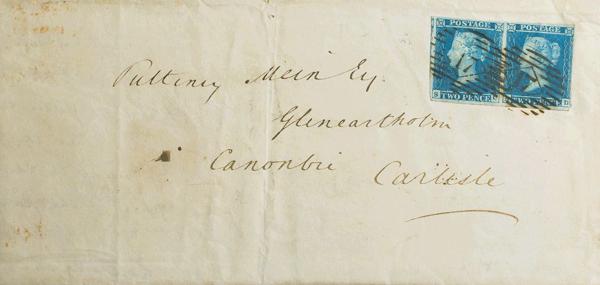 POSTAGE POSTAGE
TWO PENCE
Pulteney Mein Esq.
Glencartholm
Canonbie Carlisle